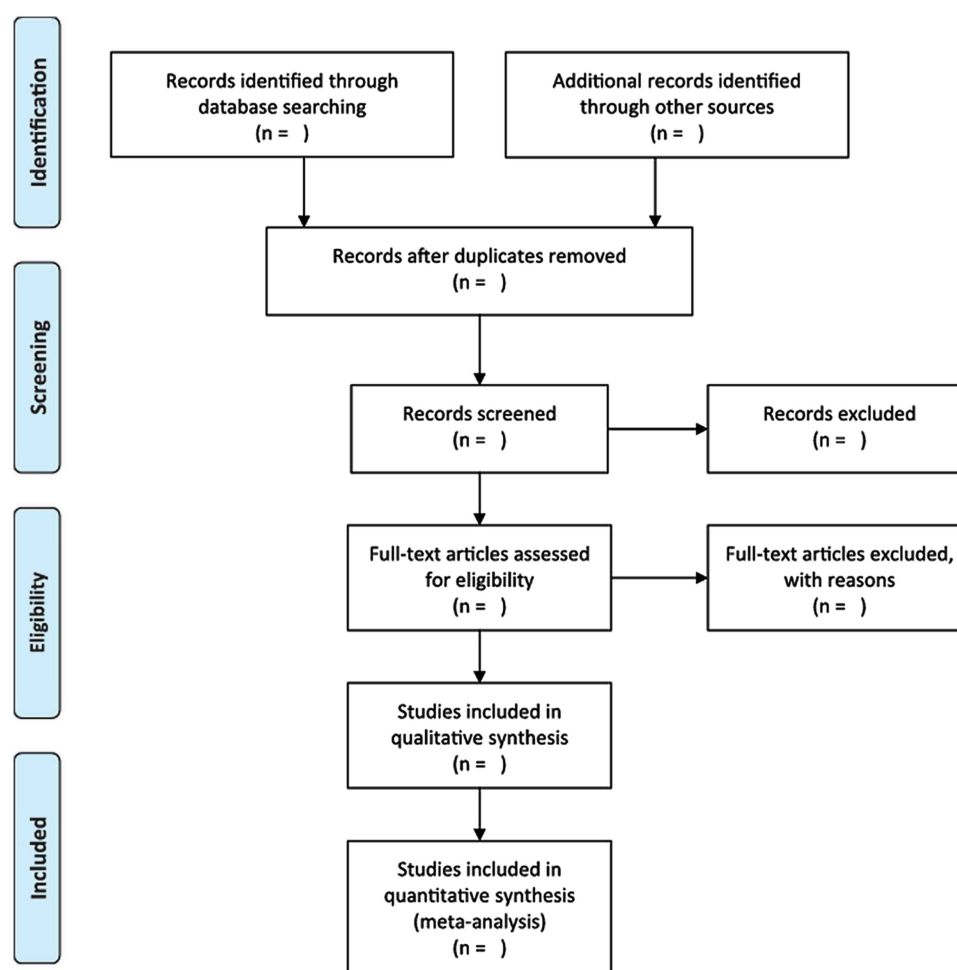 Identification
Records identified through
database searching
(n = )
Additional records identified
through other sources
(n = )
Records after duplicates removed
(n = )
Screening
Records screened
(n = )
Records excluded
(n = )
Eligibility
Full-text articles assessed
for eligibility
(n = )
Full-text articles excluded,
with reasons
(n = )
Studies included in
qualitative synthesis
(n = )
Included
Studies included in
quantitative synthesis
(meta-analysis)
(n = )